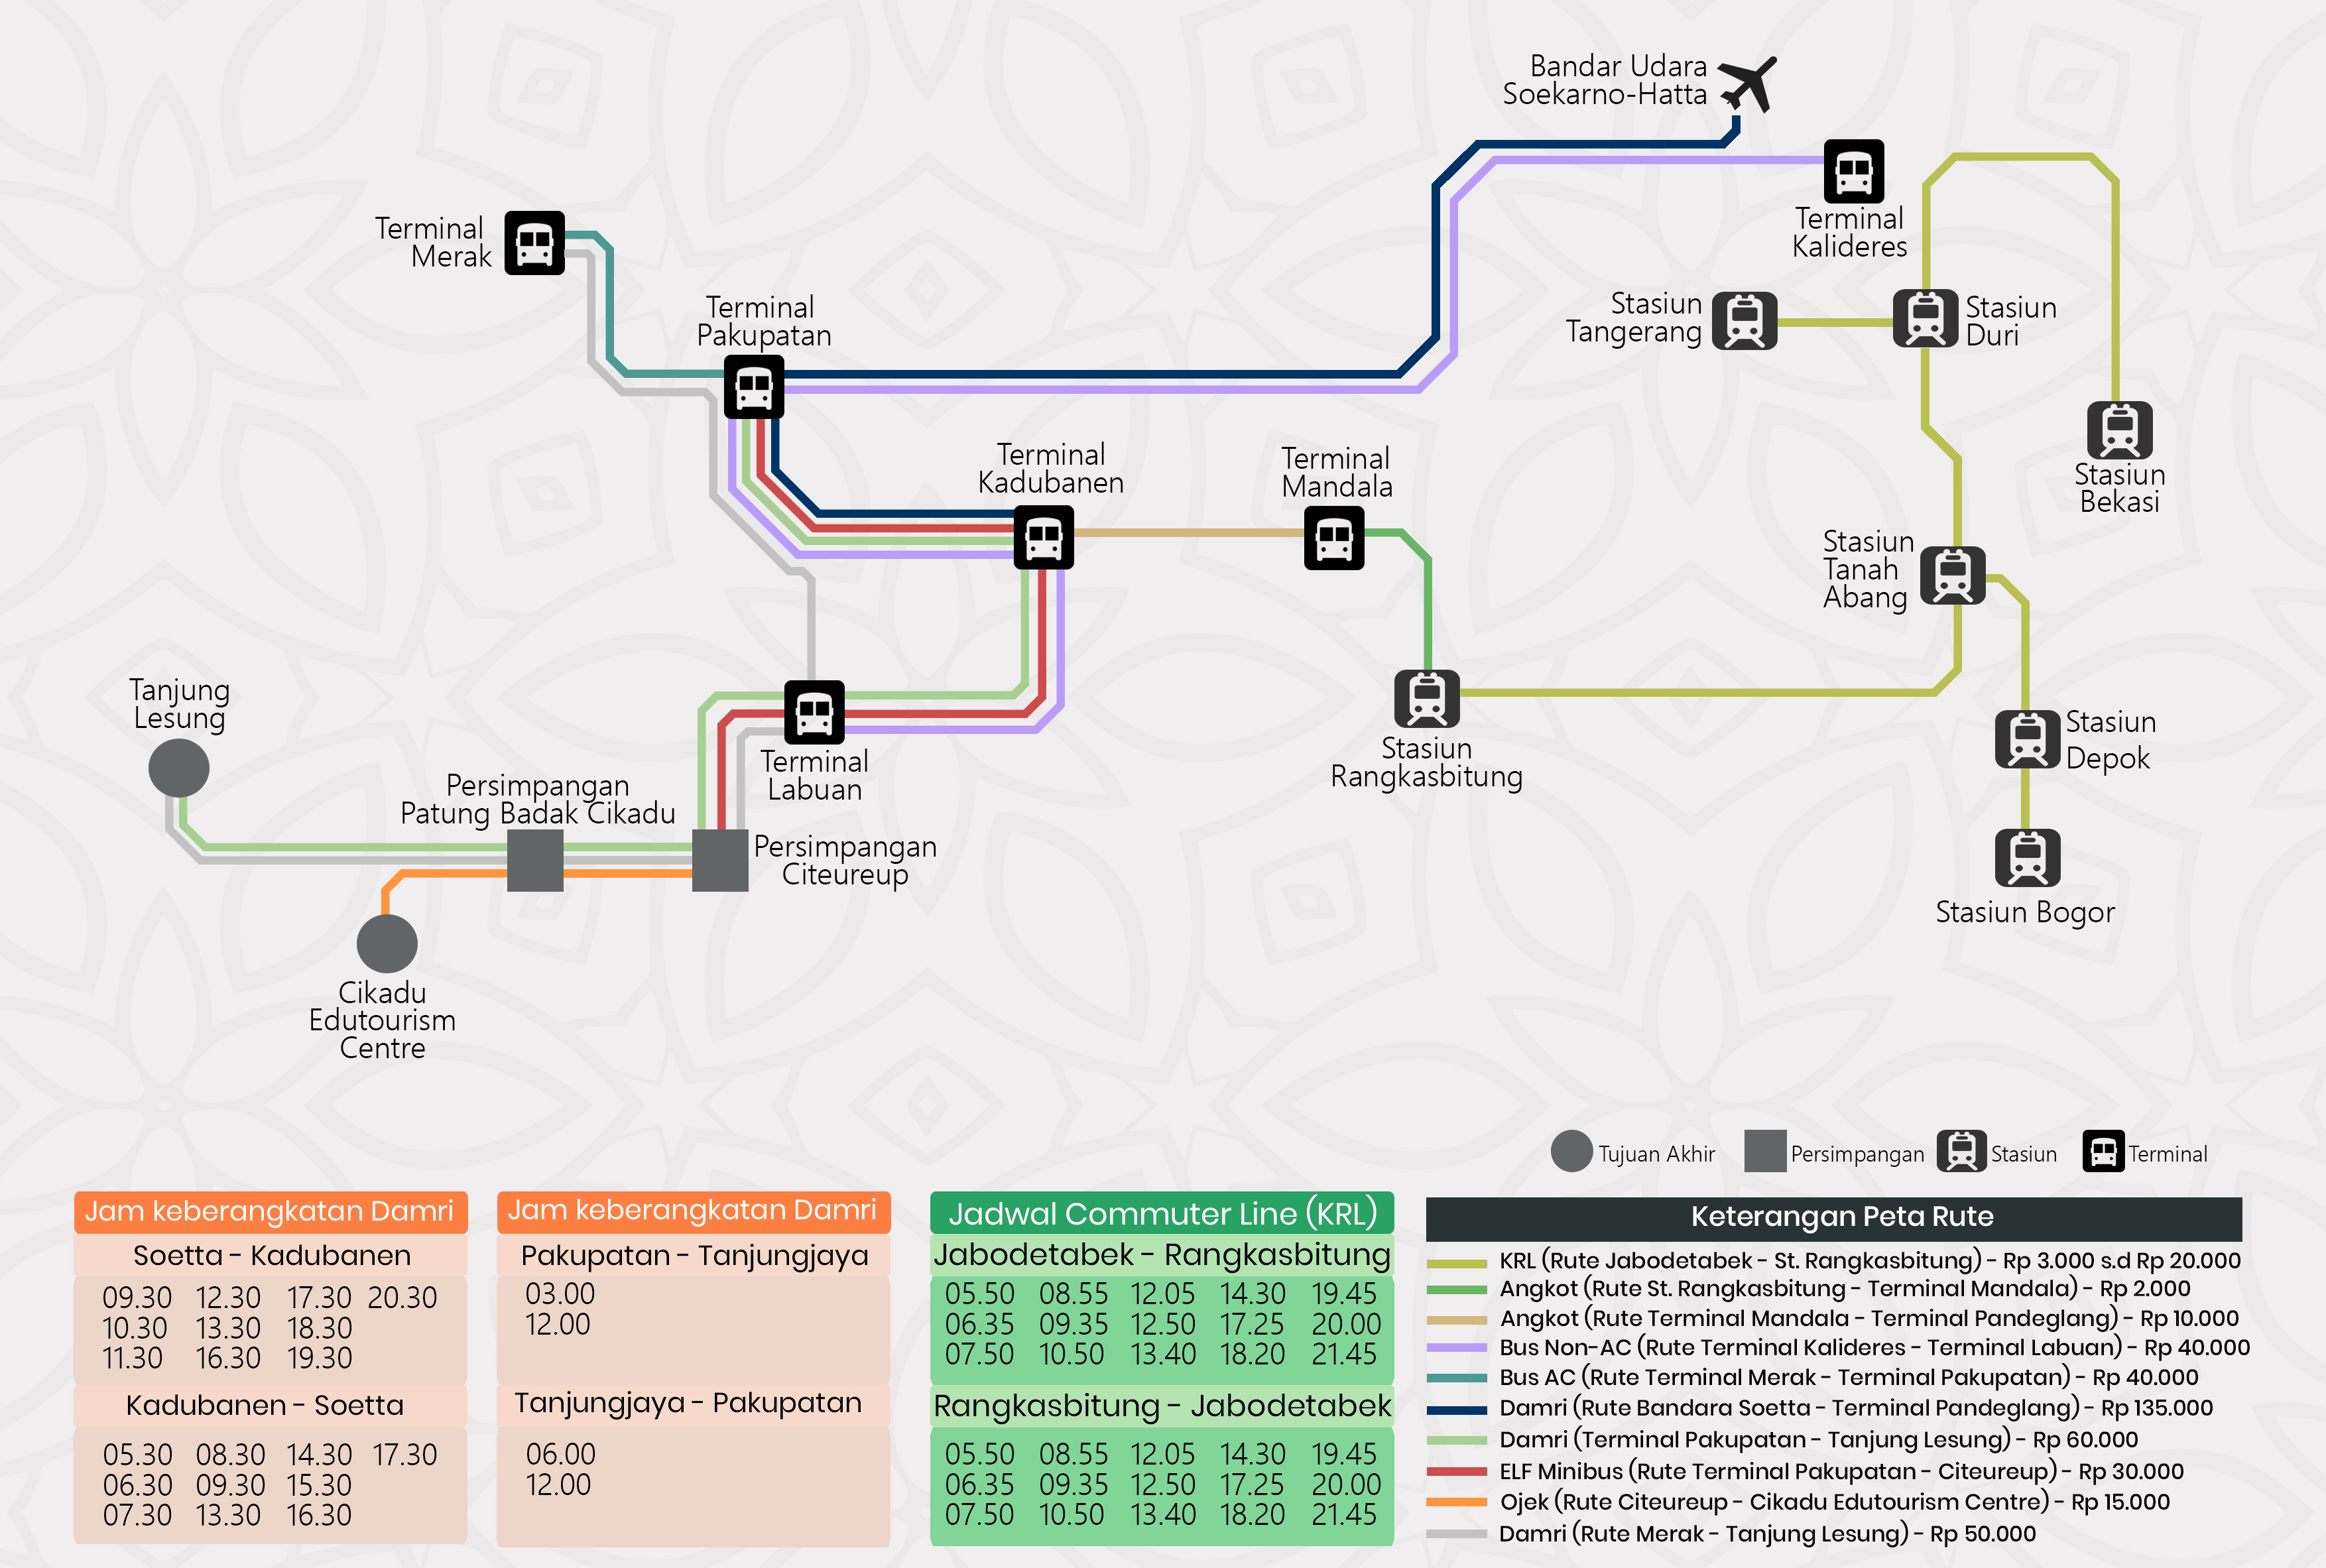 Bandar Udara
Soekarno-Hatta
Terminal
Kalideres
Terminal
Merak
Terminal
Pakupatan
Stasiun
Tangerang
Stasiun
Duri
Terminal
Kadubanen
Terminal
Mandala
Stasiun
Bekasi
Stasiun
Tanah
Abang
Tanjung
Lesung
Stasiun
Depok
Stasiun
Rangkasbitung
Terminal
Labuan
Persimpangan
Patung Badak Cikadu
Persimpangan
Citeureup
Stasiun Bogor
Cikadu
Edutourism
Centre
Tujuan Akhir
Persimpangan
Stasiun
Terminal
Jam keberangkatan Damri
Soetta - Kadubanen
09.30 12.30 17.30 20.30
10.30 13.30 18.30
11.30 16.30 19.30
Kadubanen - Soetta
05.30 08.30 14.30 17.30
06.30 09.30 15.30
07.30 13.30 16.30
Jam keberangkatan Damri
Pakupatan - Tanjungjaya
03.00
12.00
Tanjungjaya - Pakupatan
06.00
12.00
Jadwal Commuter Line (KRL)
Jabodetabek - Rangkasbitung
05.50 08.55 12.05 14.30 19.45
06.35 09.35 12.50 17.25 20.00
07.50 10.50 13.40 18.20 21.45
Rangkasbitung - Jabodetabek
05.50 08.55 12.05 14.30 19.45
06.35 09.35 12.50 17.25 20.00
07.50 10.50 13.40 18.20 21.45
Keterangan Peta Rute
KRL (Rute Jabodetabek - St. Rangkasbitung) - Rp 3.000 s.d Rp 20.000
Angkot (Rute St. Rangkasbitung - Terminal Mandala) - Rp 2.000
Angkot (Rute Terminal Mandala - Terminal Pandeglang) - Rp 10.000
Bus Non-AC (Rute Terminal Kalideres - Terminal Labuan) - Rp 40.000
Bus AC (Rute Terminal Merak - Terminal Pakupatan) - Rp 40.000
Damri (Rute Bandara Soetta - Terminal Pandeglang) - Rp 135.000
Damri (Terminal Pakupatan - Tanjung Lesung) - Rp 60.000
ELF Minibus (Rute Terminal Pakupatan - Citeureup) - Rp 30.000
Ojek (Rute Citeureup - Cikadu Edutourism Centre) - Rp 15.000
Damri (Rute Merak - Tanjung Lesung) - Rp 50.000